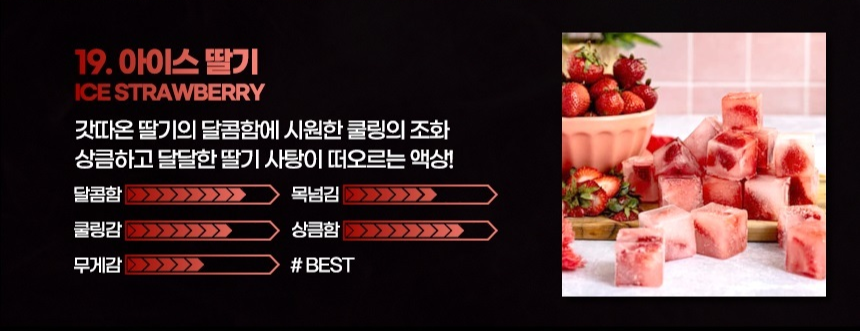 19. 아이스 딸기
ICE STRAWBERRY
갓따온 딸기의 달콤함에 시원한 쿨링의 조화
상큼하고 달달한 딸기 사탕이 떠오르는 액상!
달콤함 목넘김
쿨링감 상큼함
무게감 # BEST